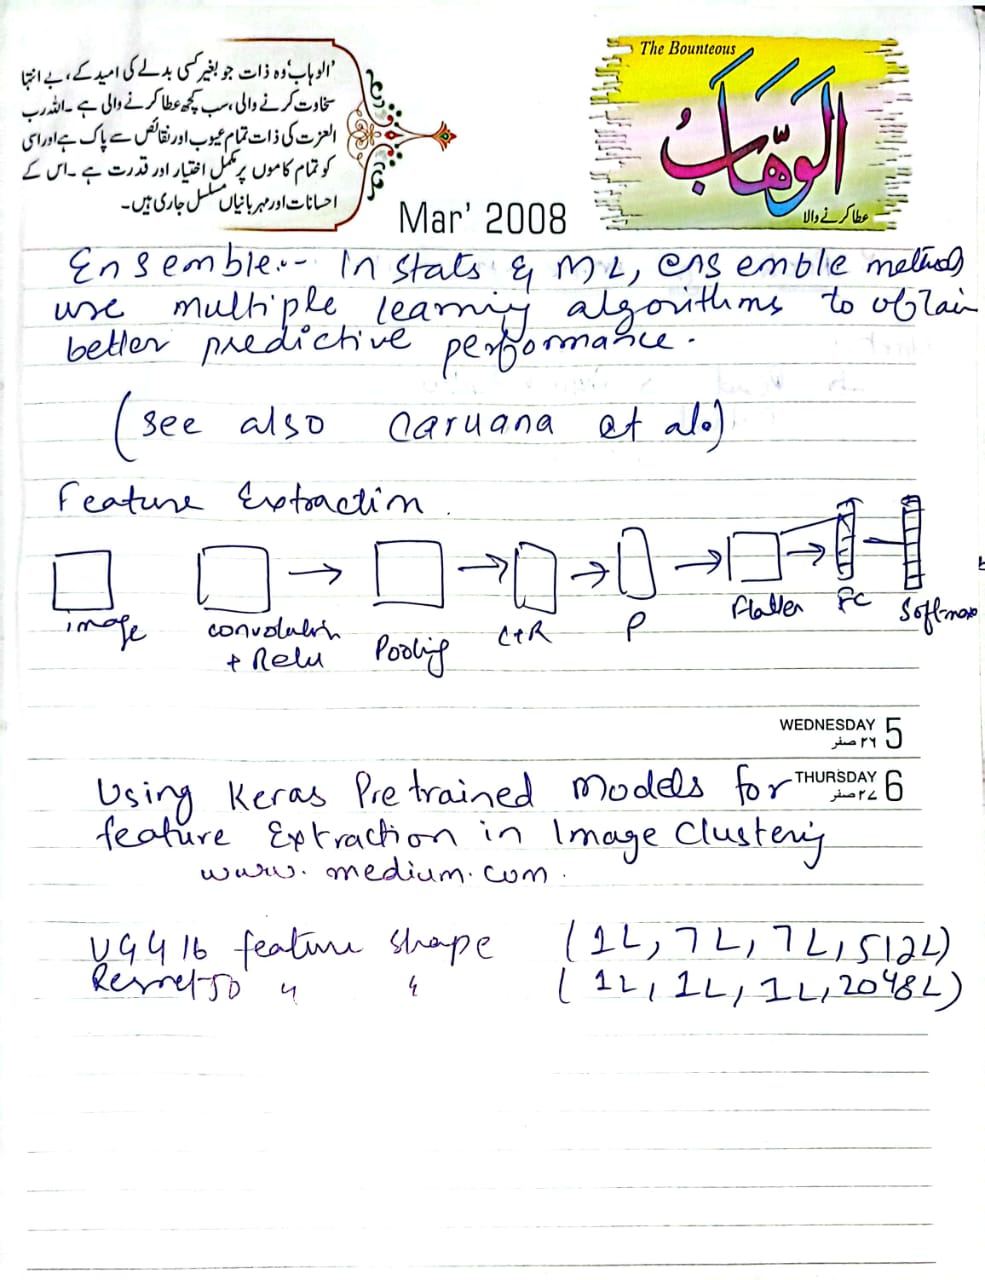 'الوہاب' وہ ذات جو بغیر کسی بدلے کی امید کے، بے انتہا
سخاوت کرنے والی، سب کچھ عطا کرنے والی ہے۔ اللہ رب
العزت کی ذات تمام عیوب اور نقائص سے پاک ہے اور اسی
کو تمام کاموں پر مکمل اختیار اور قدرت ہے۔ اس کے
احسانات اور مہربانیاں مسلسل جاری ہیں۔
The Bounteous
الوَهَّابُ
عطا کرنے والا
Mar' 2008
Ensemble:- In stats & ML, ensemble methods
use multiple learning algorithms to obtain
better predictive performance.
(see also Caruana et al.)
Feature Extraction.
image
convolution
+ Relu
Pooling
C+R
P
Flatten
FC
Softmax
WEDNESDAY 5
۲۶ صفر
THURSDAY 6
۲۷ صفر
Using Keras Pretrained Models for
feature Extraction in Image Clustering
www.medium.com.
VGG 16 feature shape (1L, 7L, 7L, 512L)
Resnet50 " " (1L, 1L, 1L, 2048L)